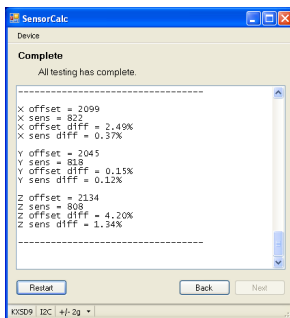 SensorCalc
Device
Complete
All testing has complete.
----------------------------------
X offset = 2099
X sens = 822
X offset diff = 2.49%
X sens diff = 0.37%
Y offset = 2045
Y sens = 818
Y offset diff = 0.15%
Y sens diff = 0.12%
Z offset = 2134
Z sens = 808
Z offset diff = 4.20%
Z sens diff = 1.34%
----------------------------------
Restart Back Next
KXSD9 I2C +/- 2g